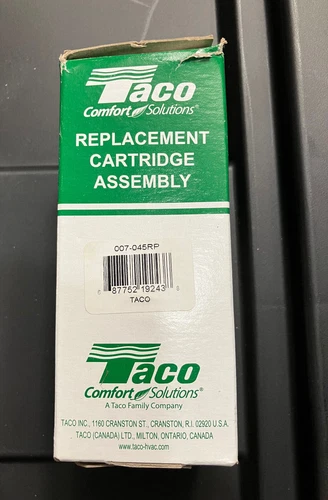 Taco
Comfort Solutions®
REPLACEMENT
CARTRIDGE
ASSEMBLY
007-045RP
87752 19243
TACO
Taco
Comfort Solutions®
A Taco Family Company
TACO INC., 1160 CRANSTON ST., CRANSTON, R.I. 02920 U.S.A.
TACO (CANADA) LTD., MILTON, ONTARIO, CANADA
www.taco-hvac.com